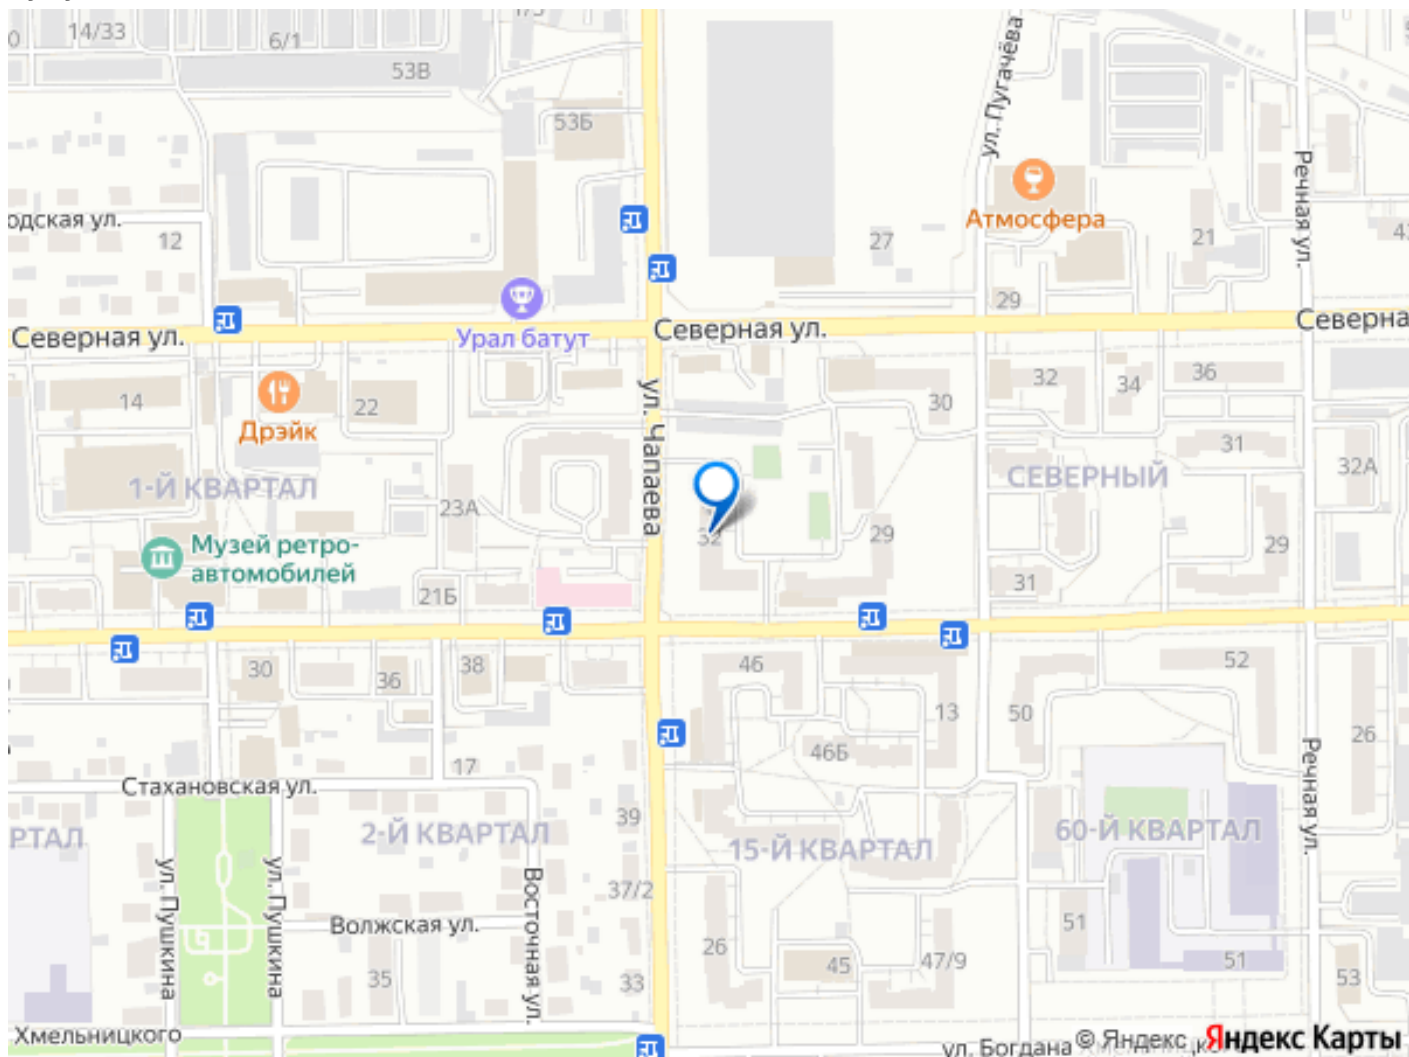 14/33
6/1
53В
53Б
ул. Пугачёва
Речная ул.
Атмосфера
одская ул.
12
27
21
29
Северная ул.
Урал батут
Северная ул.
Северна
14
Дрэйк
22
ул. Чапаева
30
32
34
36
31
32А
1-Й КВАРТАЛ
23А
СЕВЕРНЫЙ
Музей ретро-
автомобилей
32
29
29
21Б
31
30
36
38
46
13
50
52
26
46Б
17
Стахановская ул.
Речная ул.
РТАЛ
2-Й КВАРТАЛ
39
15-Й КВАРТАЛ
60-Й КВАРТАЛ
ул. Пушкина
ул. Пушкина
Восточная ул.
37/2
Волжская ул.
35
33
26
45
47/9
51
51
53
Хмельницкого
ул. Богдана
© Яндекс
Яндекс Карты